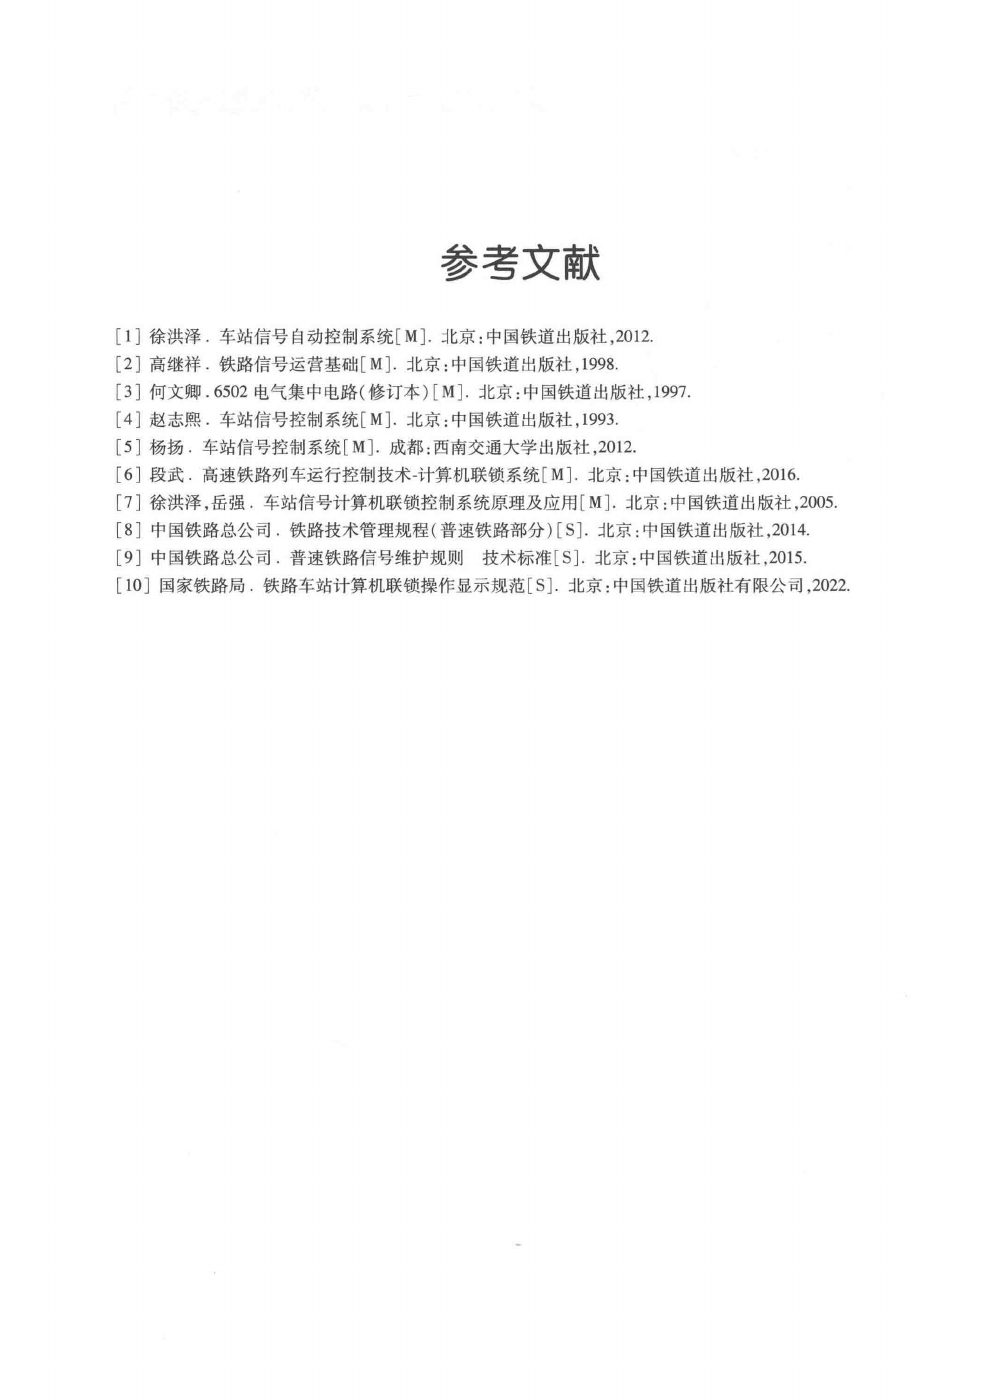 参考文献
[1] 徐洪泽. 车站信号自动控制系统[M]. 北京:中国铁道出版社,2012.
[2] 高继祥. 铁路信号运营基础[M]. 北京:中国铁道出版社,1998.
[3] 何文卿. 6502 电气集中电路(修订本)[M]. 北京:中国铁道出版社,1997.
[4] 赵志熙. 车站信号控制系统[M]. 北京:中国铁道出版社,1993.
[5] 杨扬. 车站信号控制系统[M]. 成都:西南交通大学出版社,2012.
[6] 段武. 高速铁路列车运行控制技术-计算机联锁系统[M]. 北京:中国铁道出版社,2016.
[7] 徐洪泽,岳强. 车站信号计算机联锁控制系统原理及应用[M]. 北京:中国铁道出版社,2005.
[8] 中国铁路总公司. 铁路技术管理规程(普速铁路部分)[S]. 北京:中国铁道出版社,2014.
[9] 中国铁路总公司. 普速铁路信号维护规则 技术标准[S]. 北京:中国铁道出版社,2015.
[10] 国家铁路局. 铁路车站计算机联锁操作显示规范[S]. 北京:中国铁道出版社有限公司,2022.